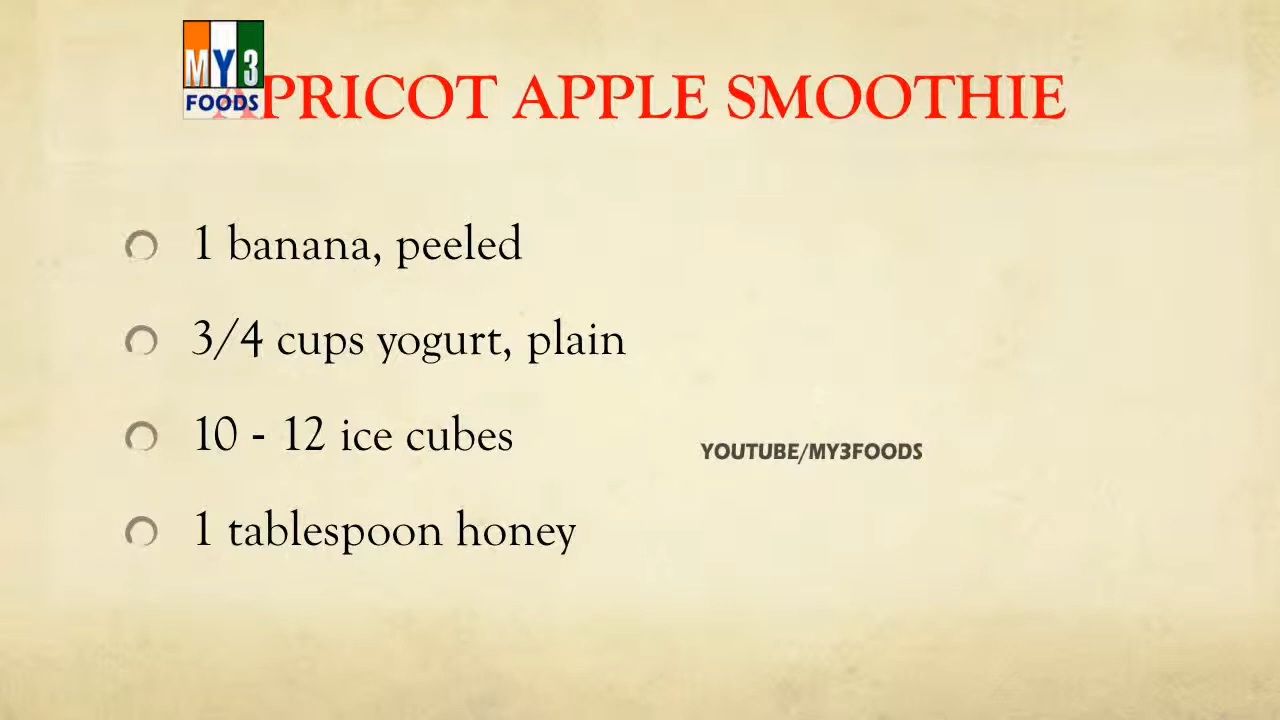 MY3
FOODS
APRICOT APPLE SMOOTHIE
1 banana, peeled
3/4 cups yogurt, plain
10 - 12 ice cubes
YOUTUBE/MY3FOODS
1 tablespoon honey